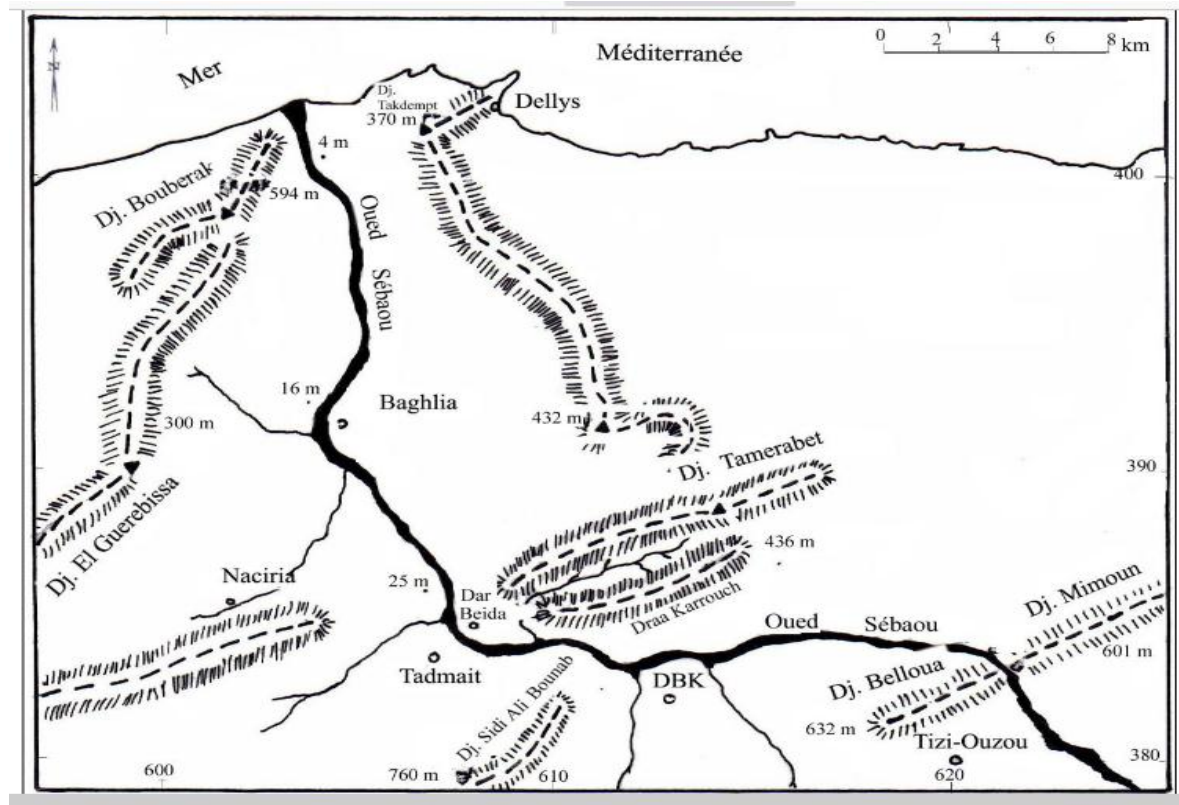 0 2 4 6 8 km
Méditerranée
Mer
N
Dj.
Takdempt
370 m
Dellys
4 m
400
Dj. Bouberak
594 m
Oued
Sébaou
16 m
Baghlia
300 m
432 m
Dj. Tamerabet
390
Dj. El Guerebissa
436 m
Naciria
25 m
Dar
Beida
Draa Karrouch
Dj. Mimoun
Oued Sébaou
601 m
Tadmait
DBK
Dj. Belloua
Dj. Sidi Ali Bounab
632 m
Tizi-Ouzou
380
600
760 m
610
620